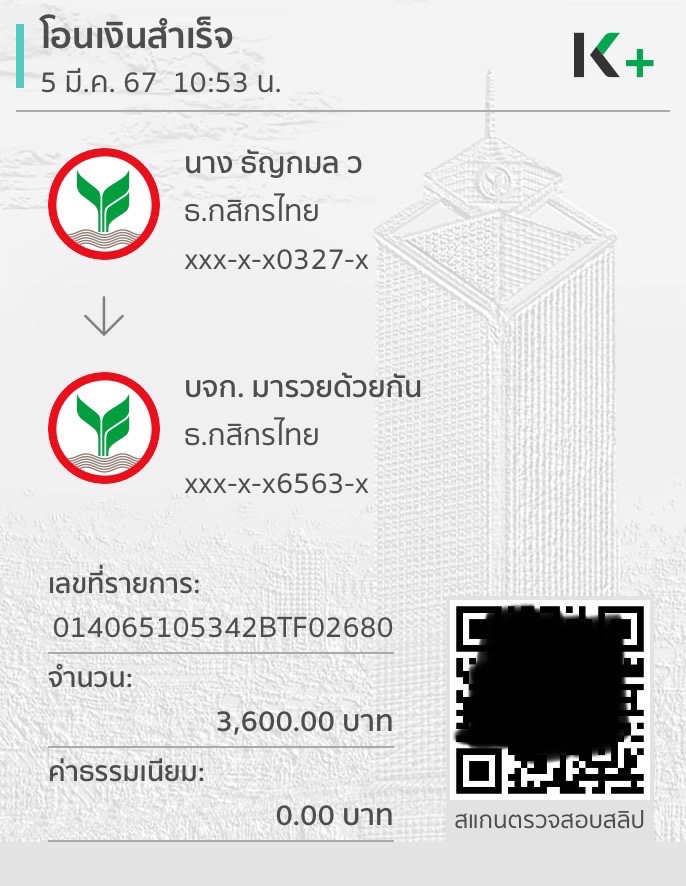 โอนเงินสำเร็จ
5 มี.ค. 67 10:53 น.
K+
นาง ธัญกมล ว
ธ.กสิกรไทย
xxx-x-x0327-x
บจก. มารวยด้วยกัน
ธ.กสิกรไทย
xxx-x-x6563-x
เลขที่รายการ:
014065105342BTF02680
จำนวน:
3,600.00 บาท
ค่าธรรมเนียม:
0.00 บาท
สแกนตรวจสอบสลิป